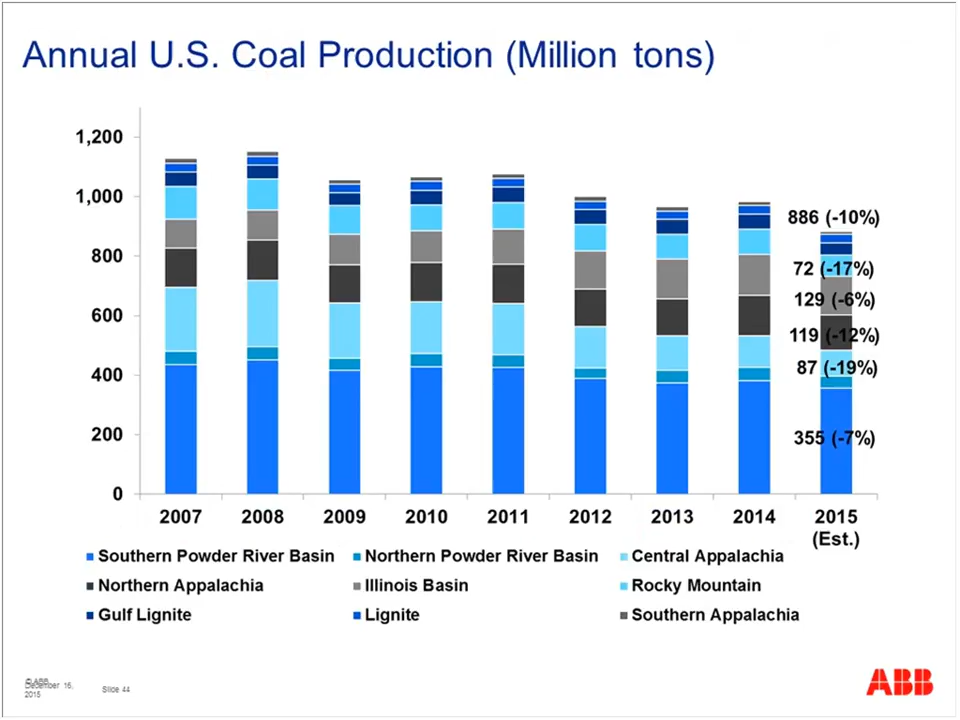 Annual U.S. Coal Production (Million tons)
1,200
1,000
800
600
400
200
0
886 (-10%)
72 (-17%)
129 (-6%)
119 (-12%)
87 (-19%)
355 (-7%)
2007 2008 2009 2010 2011 2012 2013 2014 2015
(Est.)
Southern Powder River Basin Northern Powder River Basin Central Appalachia
Northern Appalachia Illinois Basin Rocky Mountain
Gulf Lignite Lignite Southern Appalachia
© ABB
December 16,
2015
Slide 44
ABB